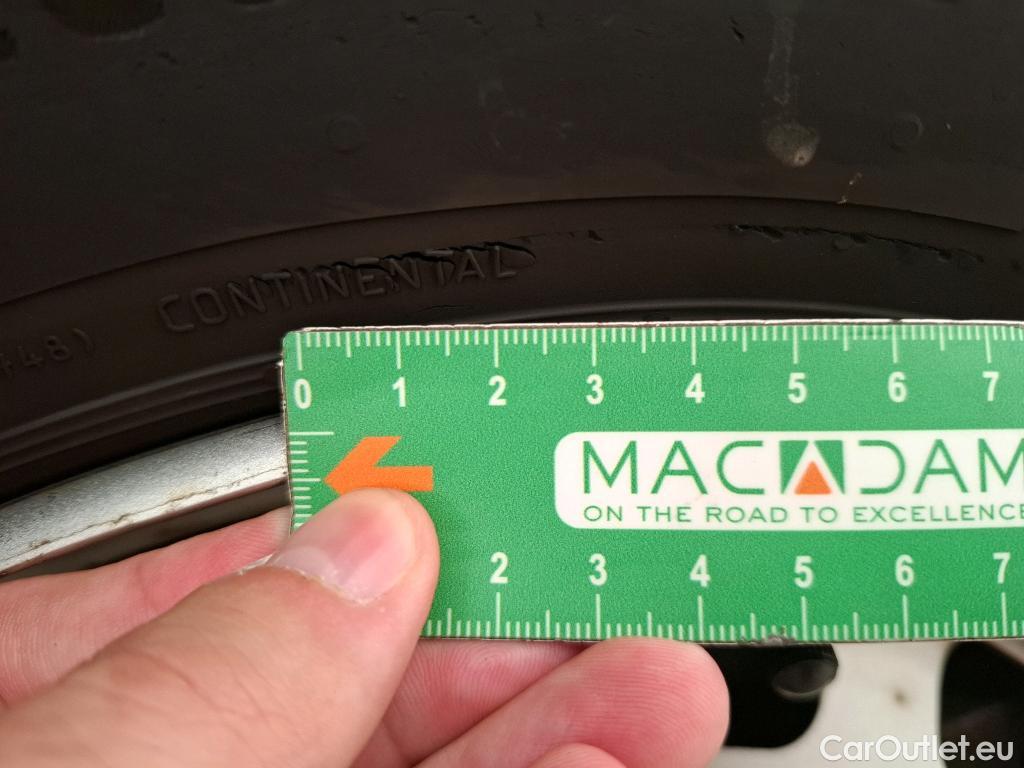 CONTINENTAL
48)
0 1 2 3 4 5 6 7
MACADAM
ON THE ROAD TO EXCELLENCE
2 3 4 5 6 7
CarOutlet.eu